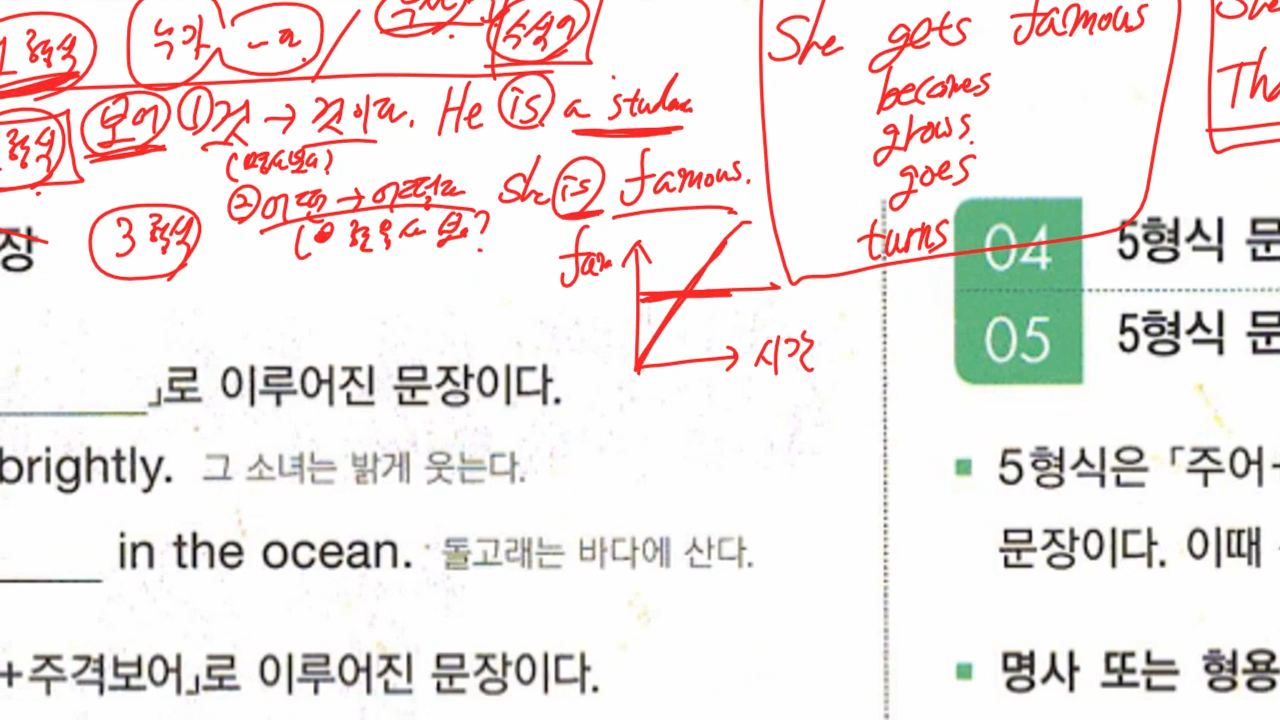 1형식 누가 -다 / 수식어
형식 보어 ① 것 → 것이다. He is a studen
(명사보어)
② 어떤 → 어떻다 She is famous.
3형식
She gets famous
becomes
grows
goes
turns
She
Tha
fam
시간
장
」로 이루어진 문장이다.
brightly. 그 소녀는 밝게 웃는다.
in the ocean. 돌고래는 바다에 산다.
+주격보어」로 이루어진 문장이다.
04 5형식 문
05 5형식 문
5형식은 「주어+
문장이다. 이때
명사 또는 형용